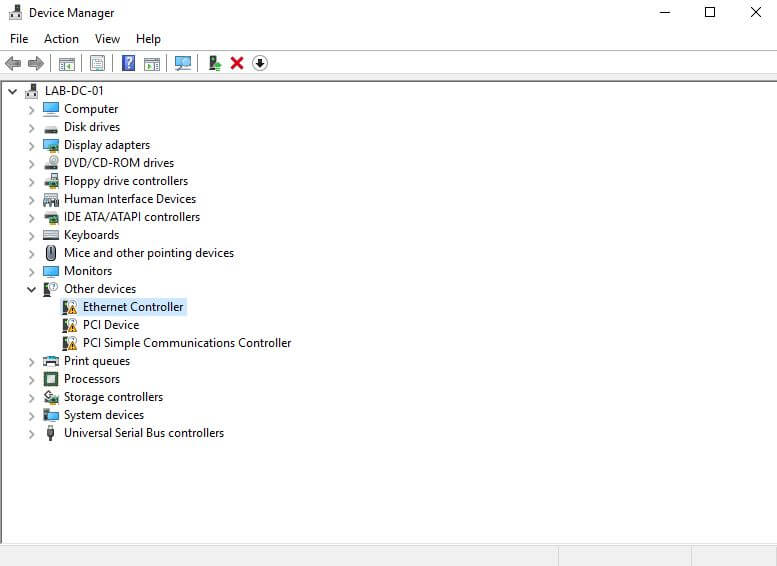 Device Manager
File Action View Help
LAB-DC-01
Computer
Disk drives
Display adapters
DVD/CD-ROM drives
Floppy drive controllers
Human Interface Devices
IDE ATA/ATAPI controllers
Keyboards
Mice and other pointing devices
Monitors
Other devices
Ethernet Controller
PCI Device
PCI Simple Communications Controller
Print queues
Processors
Storage controllers
System devices
Universal Serial Bus controllers